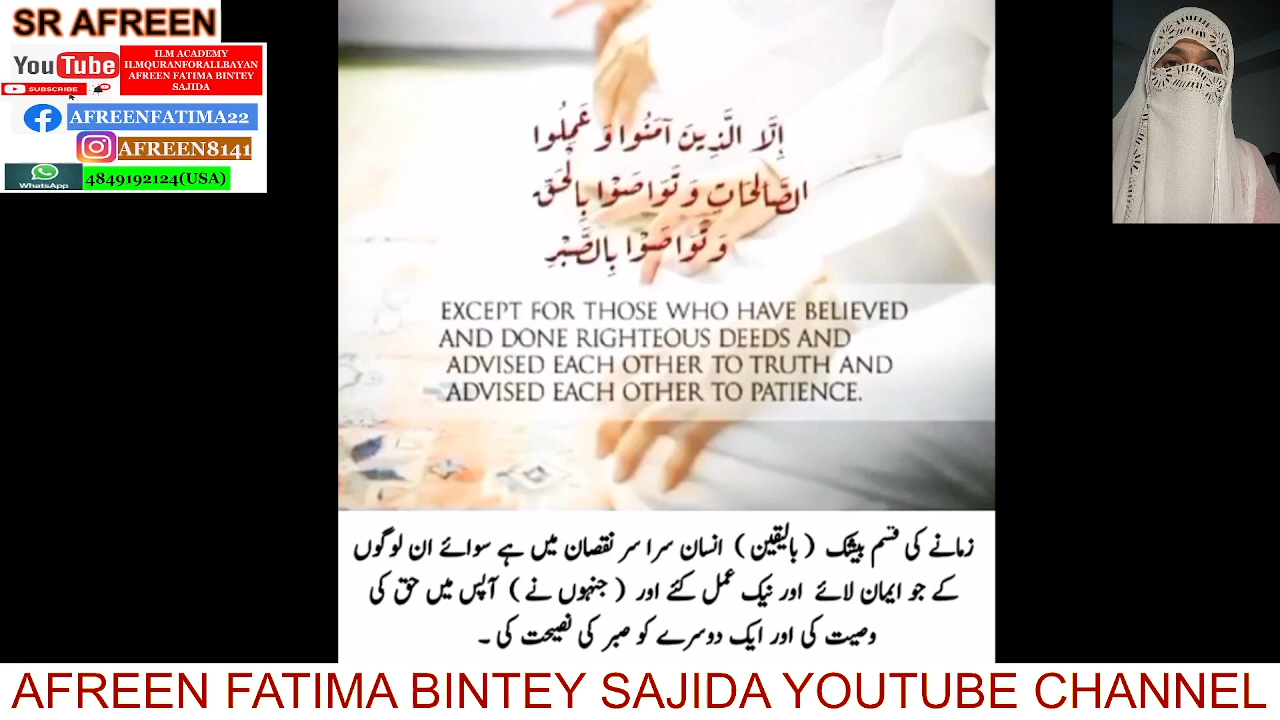 SR AFREEN
YouTube
SUBSCRIBE
ILM ACADEMY
ILMQURANFORALLBAYAN
AFREEN FATIMA BINTEY
SAJIDA
AFREENFATIMA22
AFREEN8141
WhatsApp
4849192124(USA)
إِلَّا الَّذِينَ آمَنُوا وَ عَمِلُوا
الصَّالِحَاتِ وَ تَوَاصَوْا بِالْحَقِّ
وَ تَوَاصَوْا بِالصَّبْرِ
EXCEPT FOR THOSE WHO HAVE BELIEVED
AND DONE RIGHTEOUS DEEDS AND
ADVISED EACH OTHER TO TRUTH AND
ADVISED EACH OTHER TO PATIENCE.
زمانے کی قسم بیشک (بالیقین) انسان سراسر نقصان میں ہے سوائے ان لوگوں
کے جو ایمان لائے اور نیک عمل کئے اور (جنہوں نے) آپس میں حق کی
وصیت کی اور ایک دوسرے کو صبر کی نصیحت کی ۔
AFREEN FATIMA BINTEY SAJIDA YOUTUBE CHANNEL